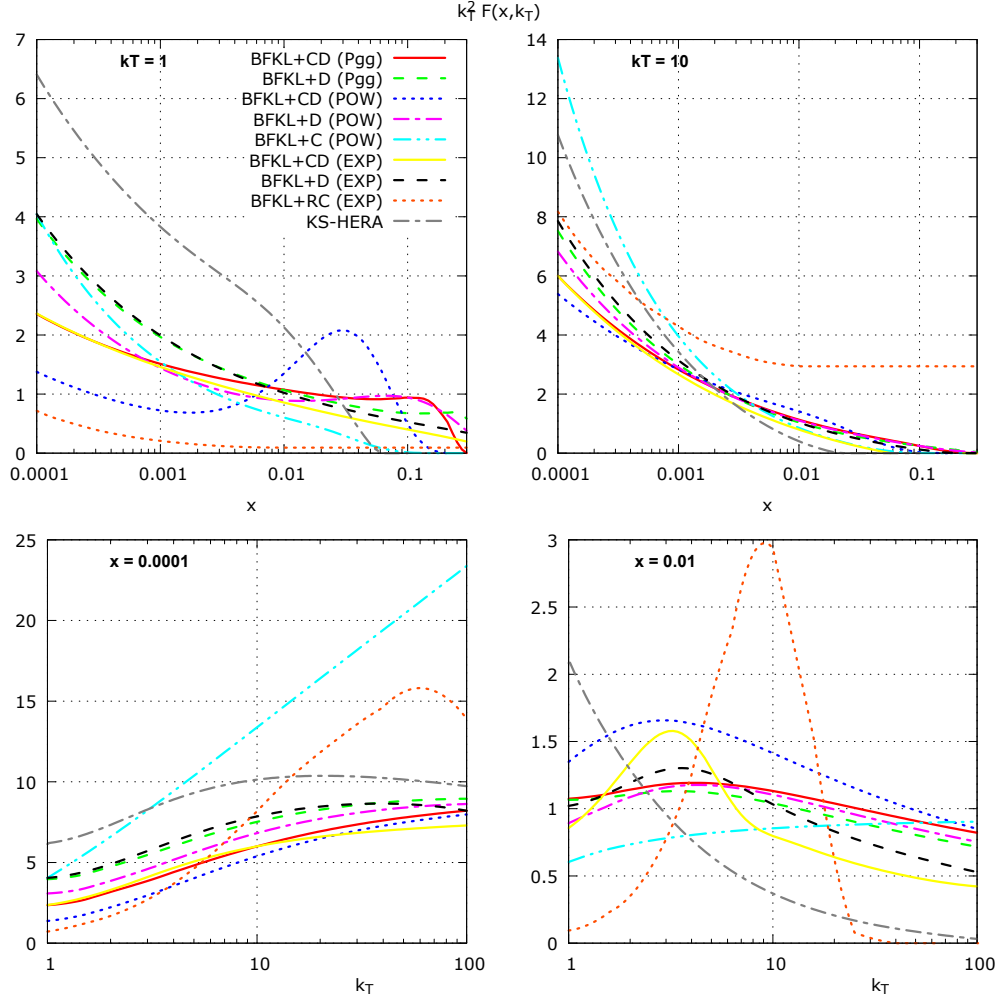 k_T^2 F(x,k_T)
7
6
5
4
3
2
1
0
0.0001
0.001
0.01
0.1
x
kT = 1
BFKL+CD (Pgg)
BFKL+D (Pgg)
BFKL+CD (POW)
BFKL+D (POW)
BFKL+C (POW)
BFKL+CD (EXP)
BFKL+D (EXP)
BFKL+RC (EXP)
KS-HERA
14
12
10
8
6
4
2
0
0.0001
0.001
0.01
0.1
x
kT = 10
25
20
15
10
5
0
1
10
100
k_T
x = 0.0001
3
2.5
2
1.5
1
0.5
0
1
10
100
k_T
x = 0.01